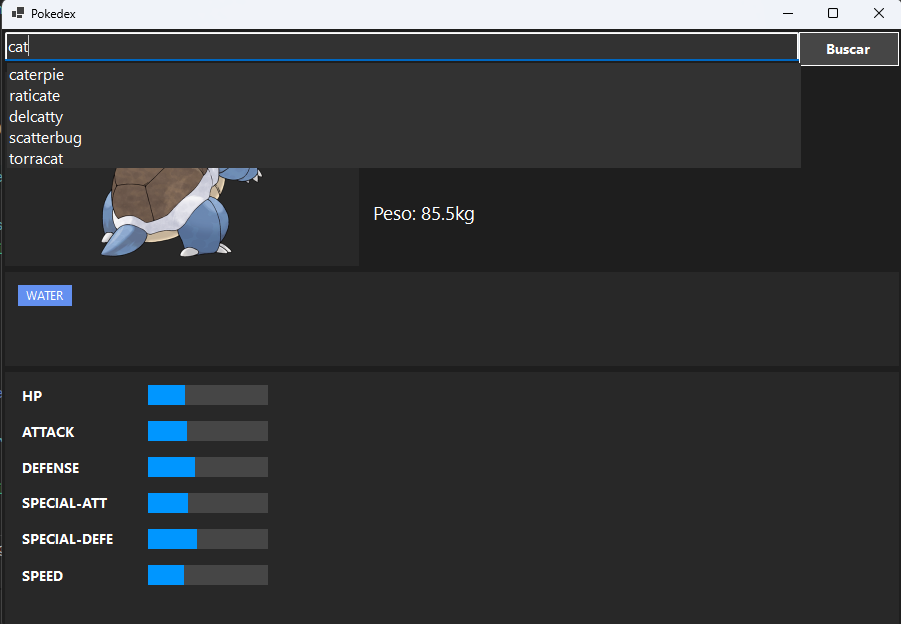 Pokedex
cat
Buscar
caterpie
raticate
delcatty
scatterbug
torracat
Peso: 85.5kg
WATER
HP
ATTACK
DEFENSE
SPECIAL-ATT
SPECIAL-DEFE
SPEED